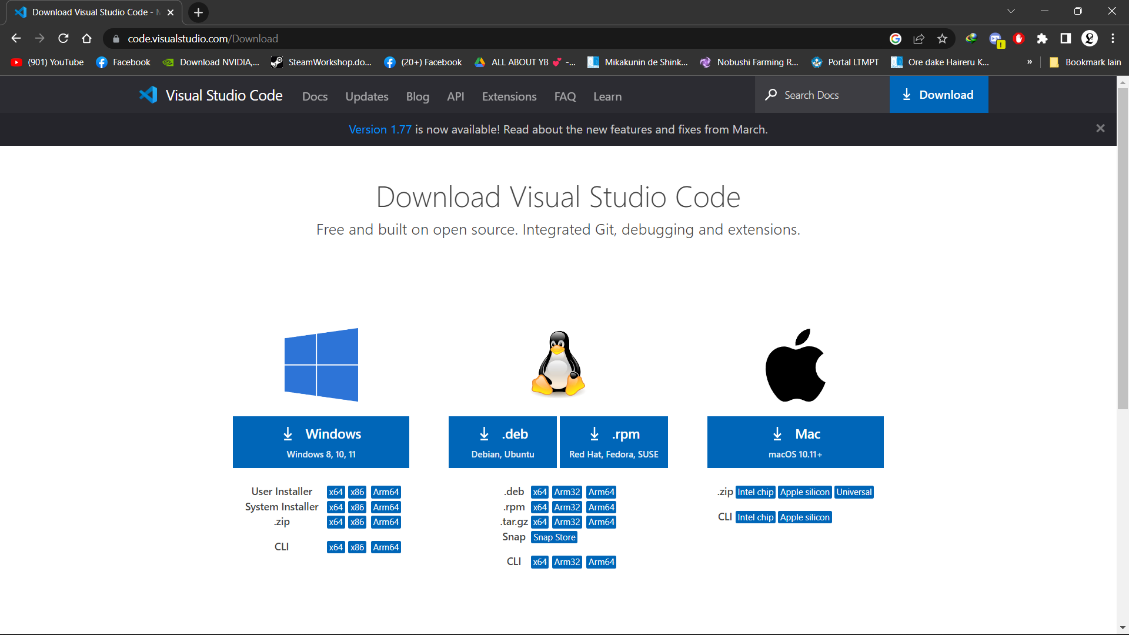 Download Visual Studio Code -
code.visualstudio.com/Download
(901) YouTube
Facebook
Download NVIDIA,...
SteamWorkshop.do...
(20+) Facebook
ALL ABOUT YB 💕 -...
Mikakunin de Shink...
Nobushi Farming R...
Portal LTMPT
Ore dake Haireru K...
»
Bookmark lain
Visual Studio Code
Docs
Updates
Blog
API
Extensions
FAQ
Learn
Search Docs
Download
Version 1.77 is now available! Read about the new features and fixes from March.
Download Visual Studio Code
Free and built on open source. Integrated Git, debugging and extensions.
Windows
Windows 8, 10, 11
User Installer x64 x86 Arm64
System Installer x64 x86 Arm64
.zip x64 x86 Arm64
CLI x64 x86 Arm64
.deb
Debian, Ubuntu
.rpm
Red Hat, Fedora, SUSE
.deb x64 Arm32 Arm64
.rpm x64 Arm32 Arm64
.tar.gz x64 Arm32 Arm64
Snap Snap Store
CLI x64 Arm32 Arm64
Mac
macOS 10.11+
.zip Intel chip Apple silicon Universal
CLI Intel chip Apple silicon